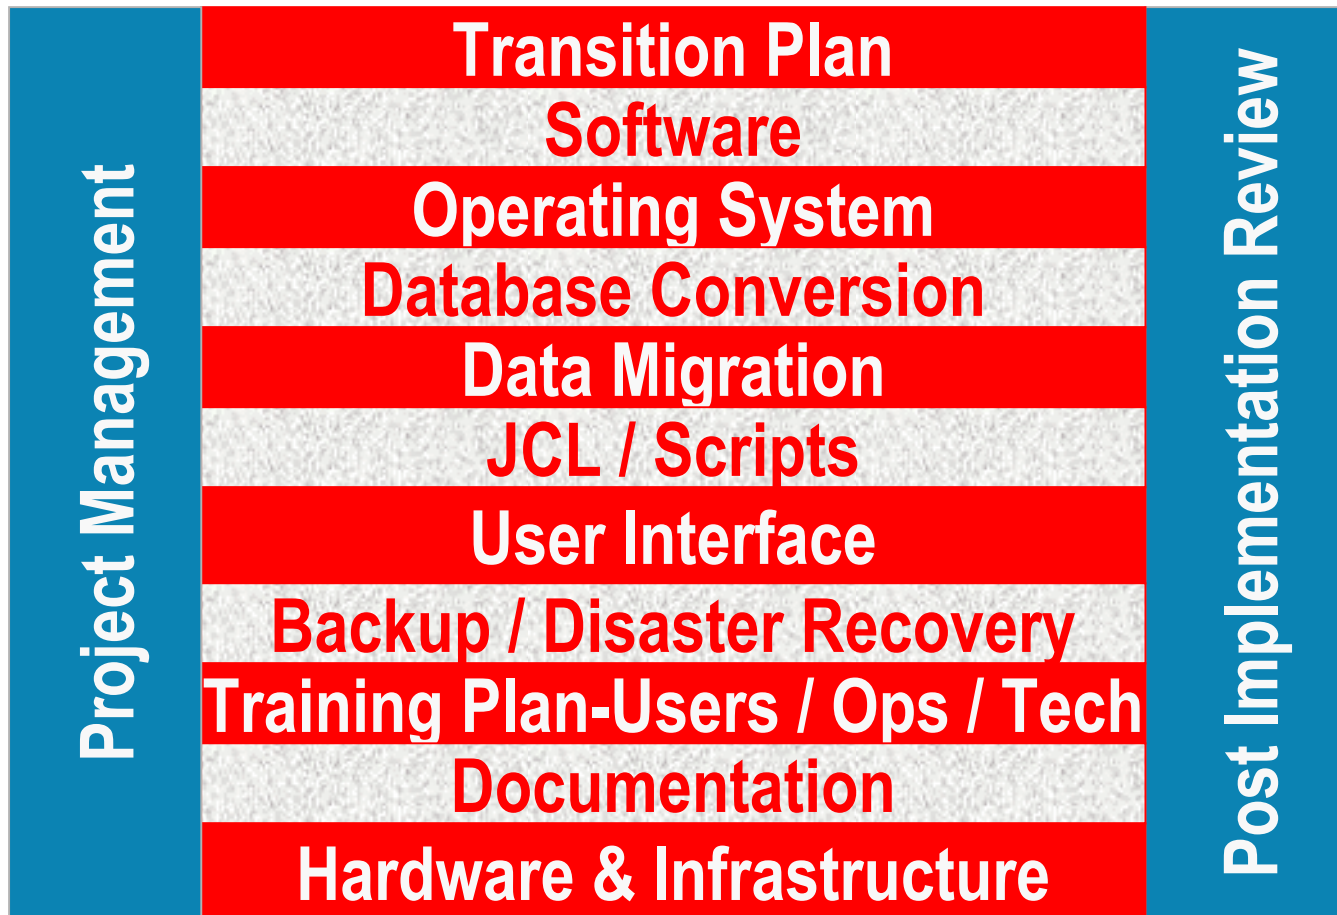 Project Management
Transition Plan
Software
Operating System
Database Conversion
Data Migration
JCL / Scripts
User Interface
Backup / Disaster Recovery
Training Plan-Users / Ops / Tech
Documentation
Hardware & Infrastructure
Post Implementation Review